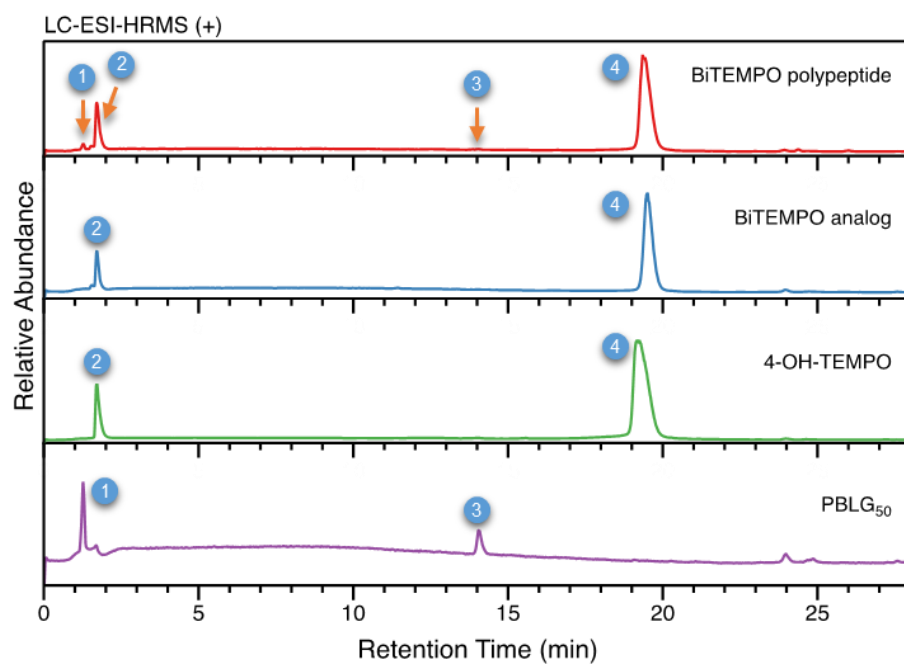 LC-ESI-HRMS (+)
1
2
3
4
BiTEMPO polypeptide
2
4
BiTEMPO analog
2
4
4-OH-TEMPO
1
3
PBLG₅₀
Relative Abundance
0 5 10 15 20 25
Retention Time (min)